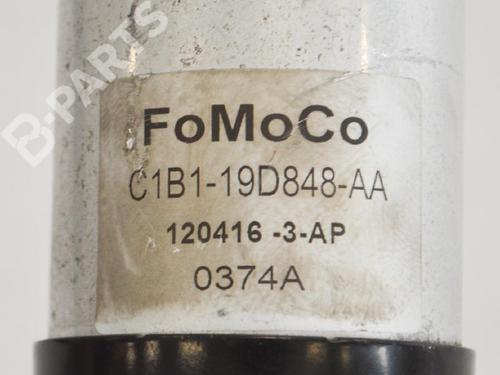 B-PARTS
FoMoCo
C1B1-19D848-AA
120416 -3-AP
0374A